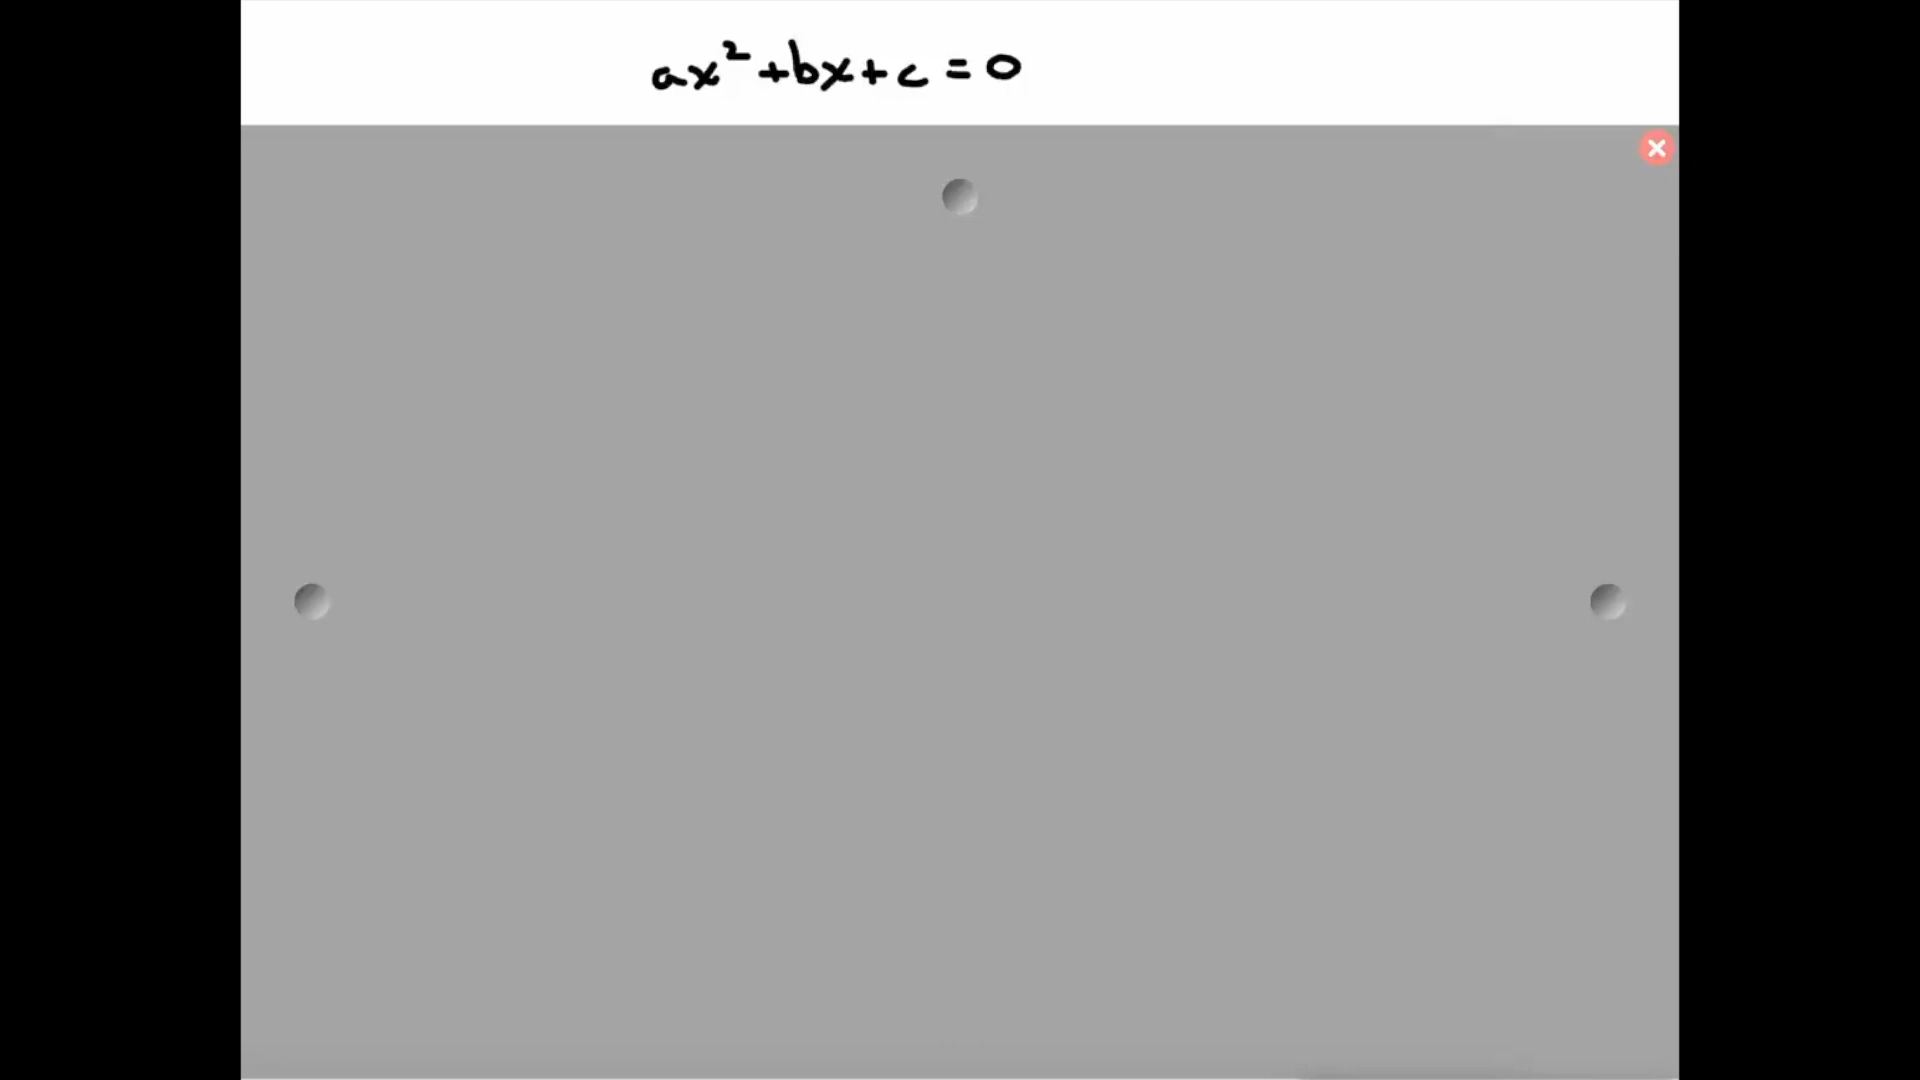 ax² + bx + c = 0